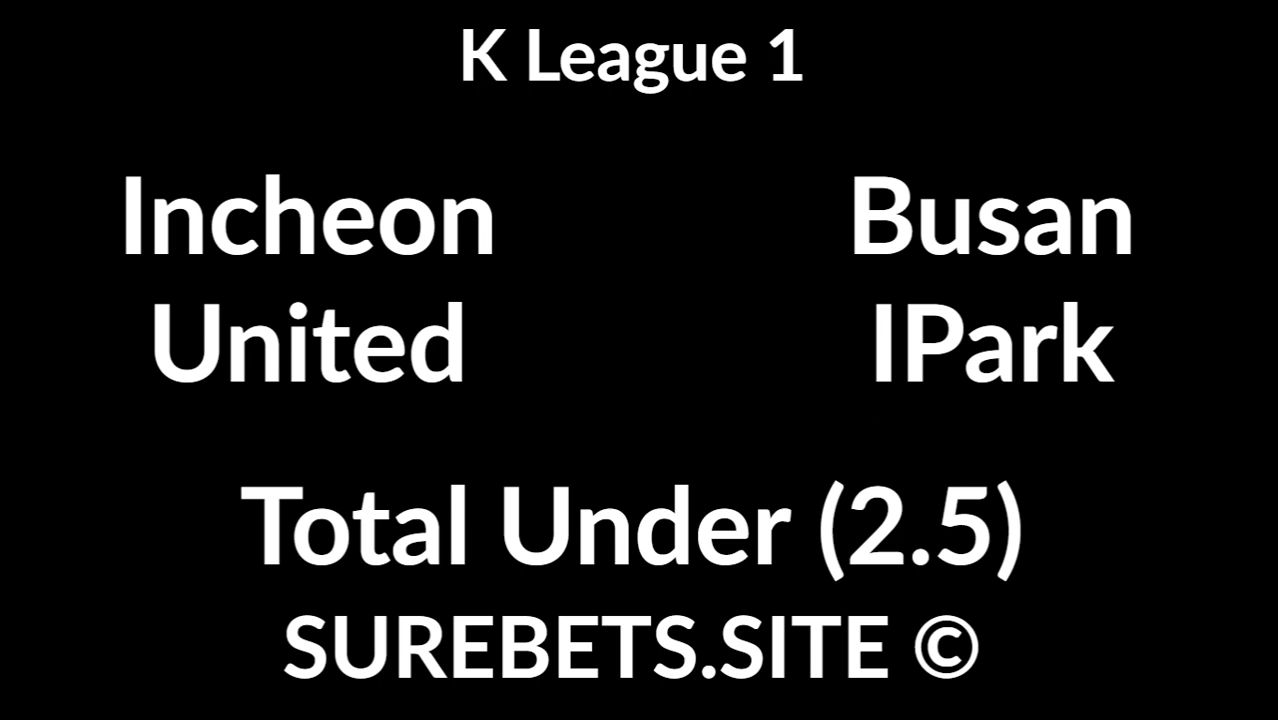 K League 1
Incheon United
Busan IPark
Total Under (2.5)
SUREBETS.SITE ©